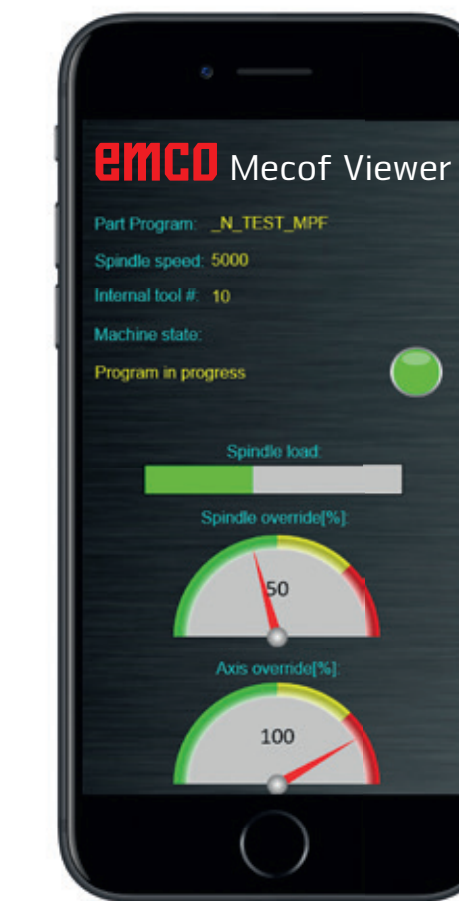 emco Mecof Viewer
Part Program: _N_TEST_MPF
Spindle speed: 5000
Internal tool #: 10
Machine state:
Program in progress
Spindle load:
Spindle override[%]:
50
Axis override[%]:
100